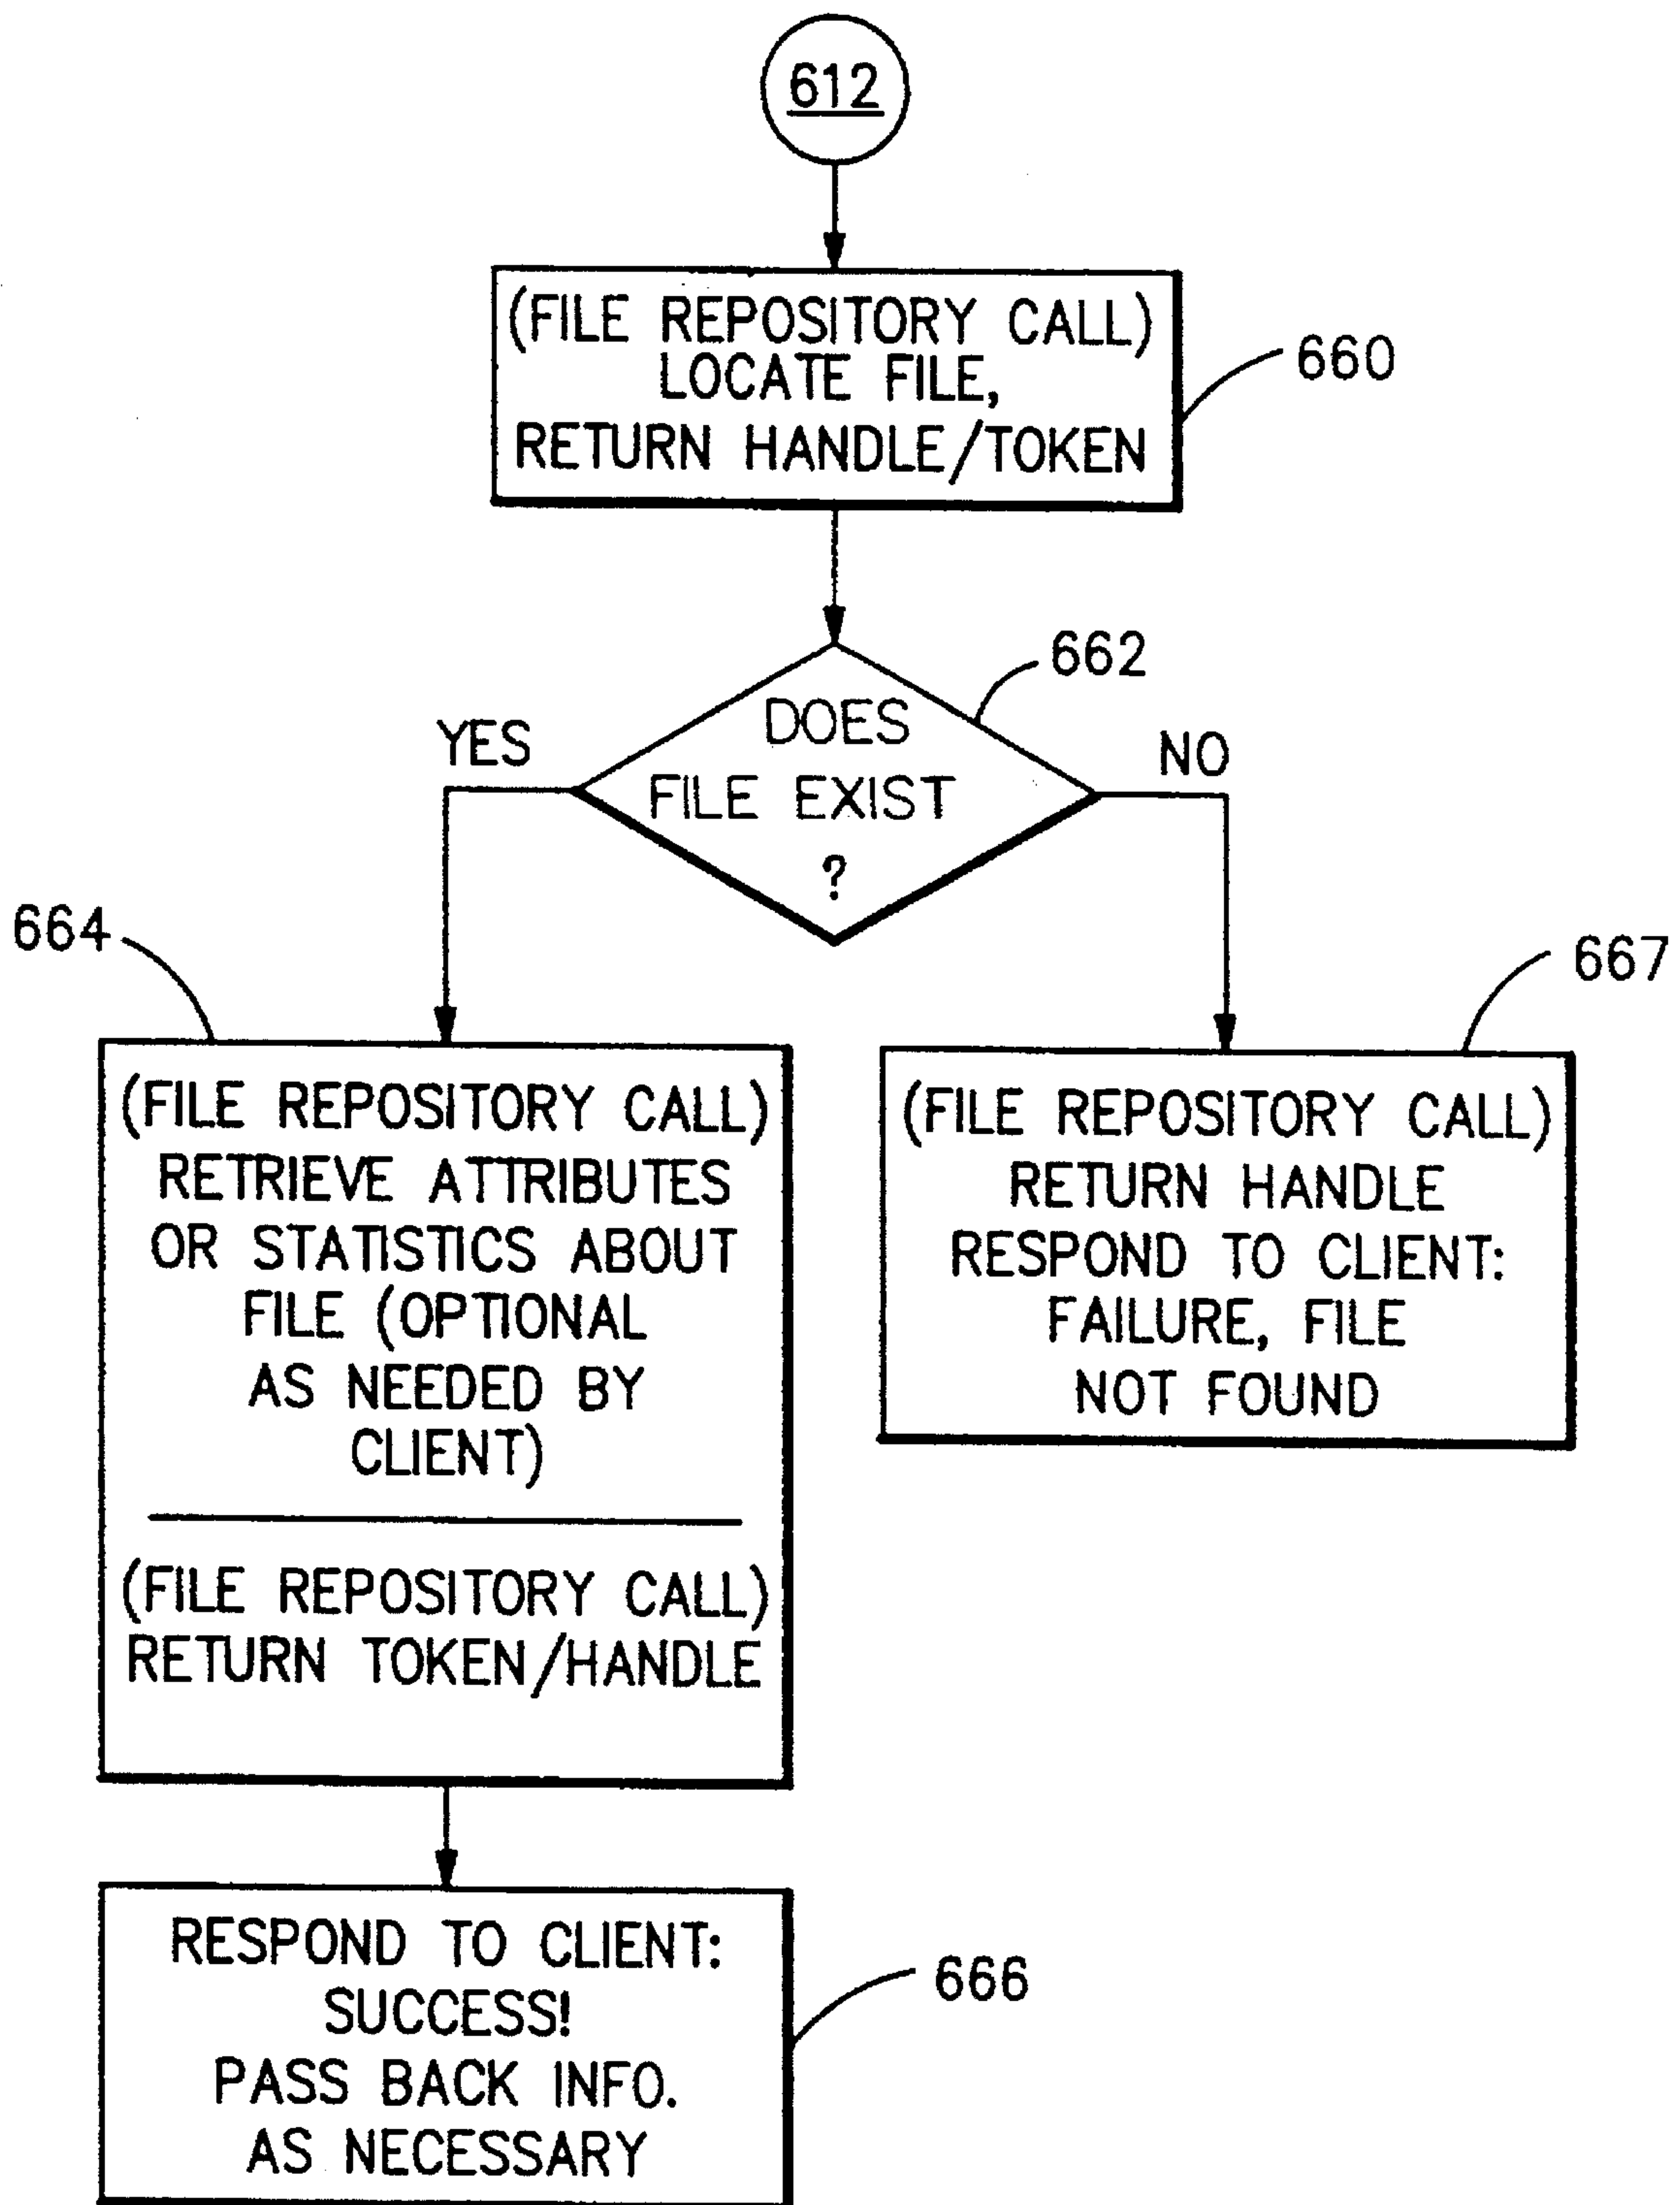 612
(FILE REPOSITORY CALL)
LOCATE FILE,
RETURN HANDLE/TOKEN
660
662
DOES
FILE EXIST
?
YES
NO
664
(FILE REPOSITORY CALL)
RETRIEVE ATTRIBUTES
OR STATISTICS ABOUT
FILE (OPTIONAL
AS NEEDED BY
CLIENT)
(FILE REPOSITORY CALL)
RETURN TOKEN/HANDLE
667
(FILE REPOSITORY CALL)
RETURN HANDLE
RESPOND TO CLIENT:
FAILURE, FILE
NOT FOUND
RESPOND TO CLIENT:
SUCCESS!
PASS BACK INFO.
AS NECESSARY
666